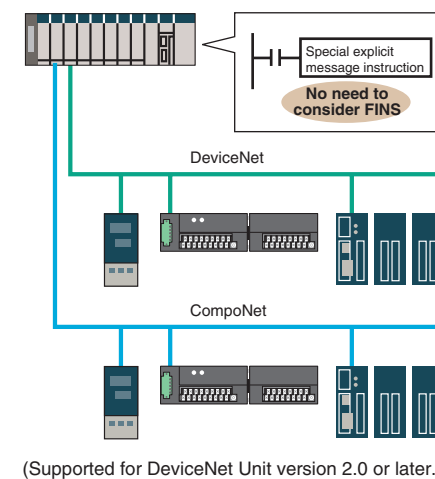 Special explicit
message instruction
No need to
consider FINS
DeviceNet
CompoNet
(Supported for DeviceNet Unit version 2.0 or later.